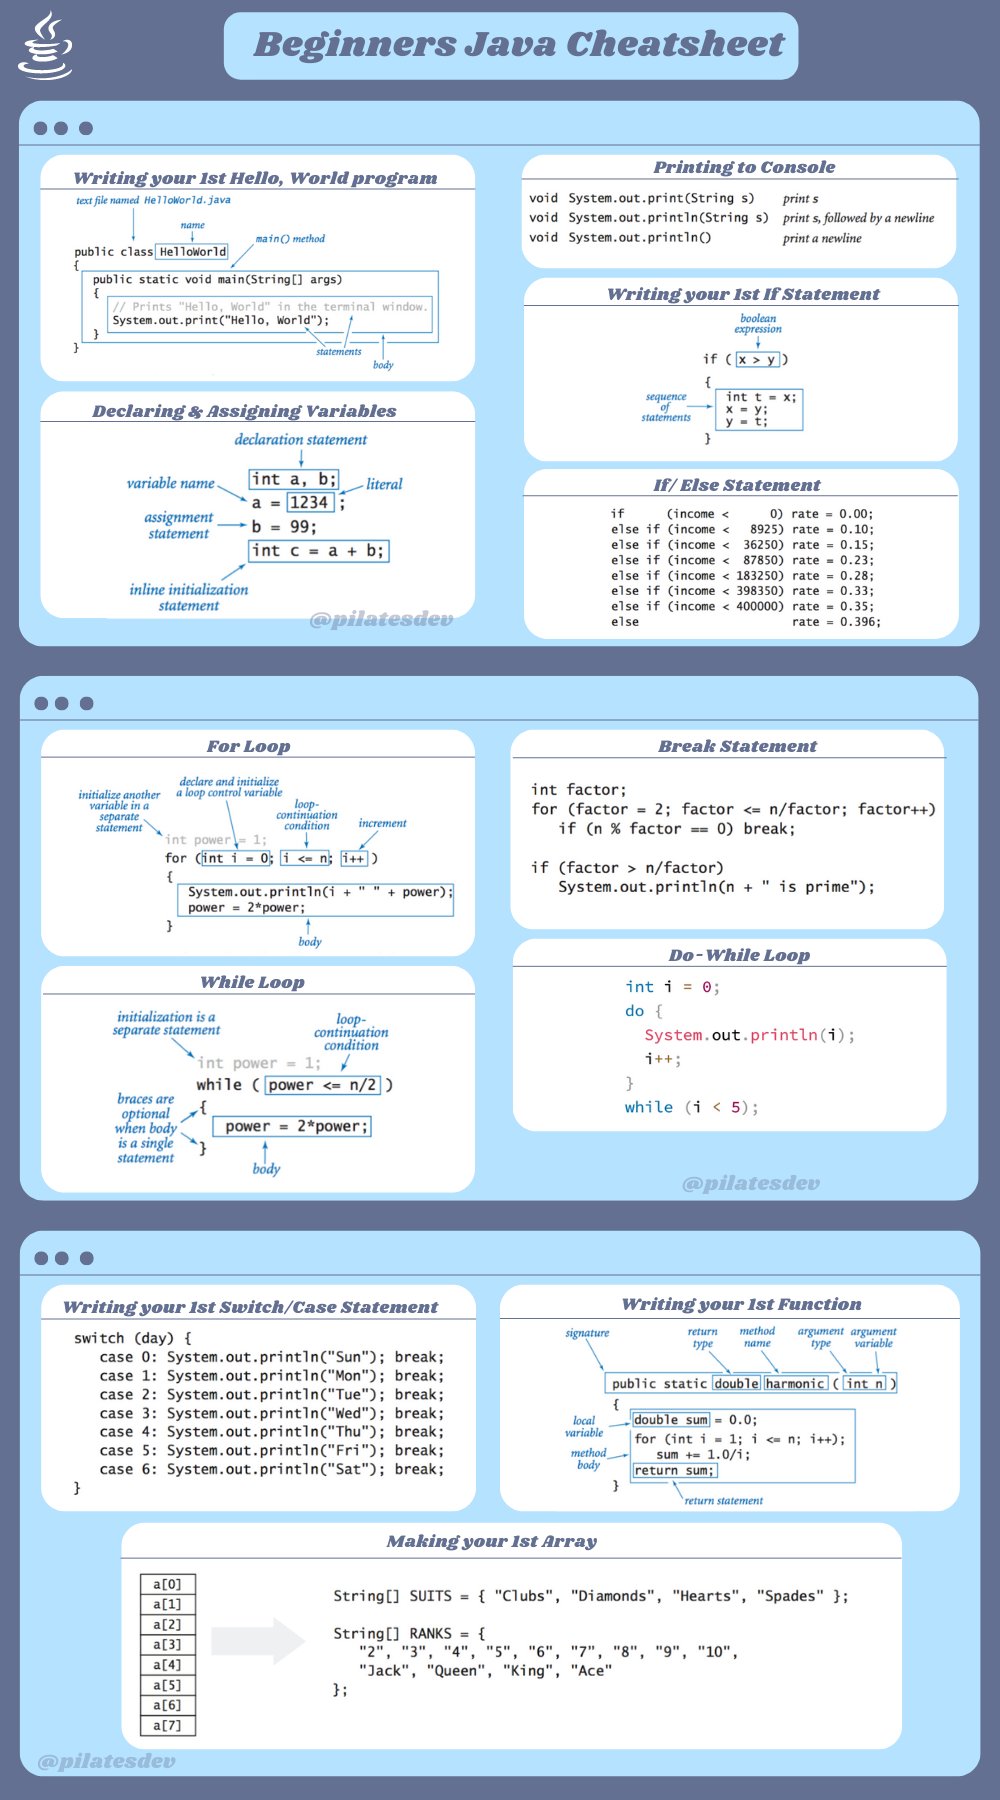 Beginners Java Cheatsheet
Writing your 1st Hello, World program
text file named HelloWorld.java
name
main() method
public class HelloWorld
{
public static void main(String[] args)
{
// Prints "Hello, World" in the terminal window.
System.out.print("Hello, World");
}
}
statements
body
Declaring & Assigning Variables
declaration statement
int a, b;
variable name
literal
a = 1234 ;
assignment
statement
b = 99;
int c = a + b;
inline initialization
statement
@pilatesdev
Printing to Console
void System.out.print(String s) print s
void System.out.println(String s) print s, followed by a newline
void System.out.println() print a newline
Writing your 1st If Statement
boolean
expression
if ( x > y )
{
sequence
of
statements
int t = x;
x = y;
y = t;
}
If/ Else Statement
if (income < 0) rate = 0.00;
else if (income < 8925) rate = 0.10;
else if (income < 36250) rate = 0.15;
else if (income < 87850) rate = 0.23;
else if (income < 183250) rate = 0.28;
else if (income < 398350) rate = 0.33;
else if (income < 400000) rate = 0.35;
else rate = 0.396;
For Loop
initialize another
variable in a
separate
statement
declare and initialize
a loop control variable
loop-
continuation
condition
increment
int power = 1;
for (int i = 0; i <= n; i++ )
{
System.out.println(i + " " + power);
power = 2*power;
}
body
While Loop
initialization is a
separate statement
loop-
continuation
condition
int power = 1;
while ( power <= n/2 )
braces are
optional
when body
is a single
statement
{
power = 2*power;
}
body
Break Statement
int factor;
for (factor = 2; factor <= n/factor; factor++)
if (n % factor == 0) break;
if (factor > n/factor)
System.out.println(n + " is prime");
Do-While Loop
int i = 0;
do {
System.out.println(i);
i++;
}
while (i < 5);
@pilatesdev
Writing your 1st Switch/Case Statement
switch (day) {
case 0: System.out.println("Sun"); break;
case 1: System.out.println("Mon"); break;
case 2: System.out.println("Tue"); break;
case 3: System.out.println("Wed"); break;
case 4: System.out.println("Thu"); break;
case 5: System.out.println("Fri"); break;
case 6: System.out.println("Sat"); break;
}
Writing your 1st Function
signature
return
type
method
name
argument
type
argument
variable
public static double harmonic ( int n )
{
local
variable
double sum = 0.0;
for (int i = 1; i <= n; i++);
method
body
sum += 1.0/i;
return sum;
}
return statement
Making your 1st Array
a[0]
a[1]
a[2]
a[3]
a[4]
a[5]
a[6]
a[7]
String[] SUITS = { "Clubs", "Diamonds", "Hearts", "Spades" };
String[] RANKS = {
"2", "3", "4", "5", "6", "7", "8", "9", "10",
"Jack", "Queen", "King", "Ace"
};
@pilatesdev